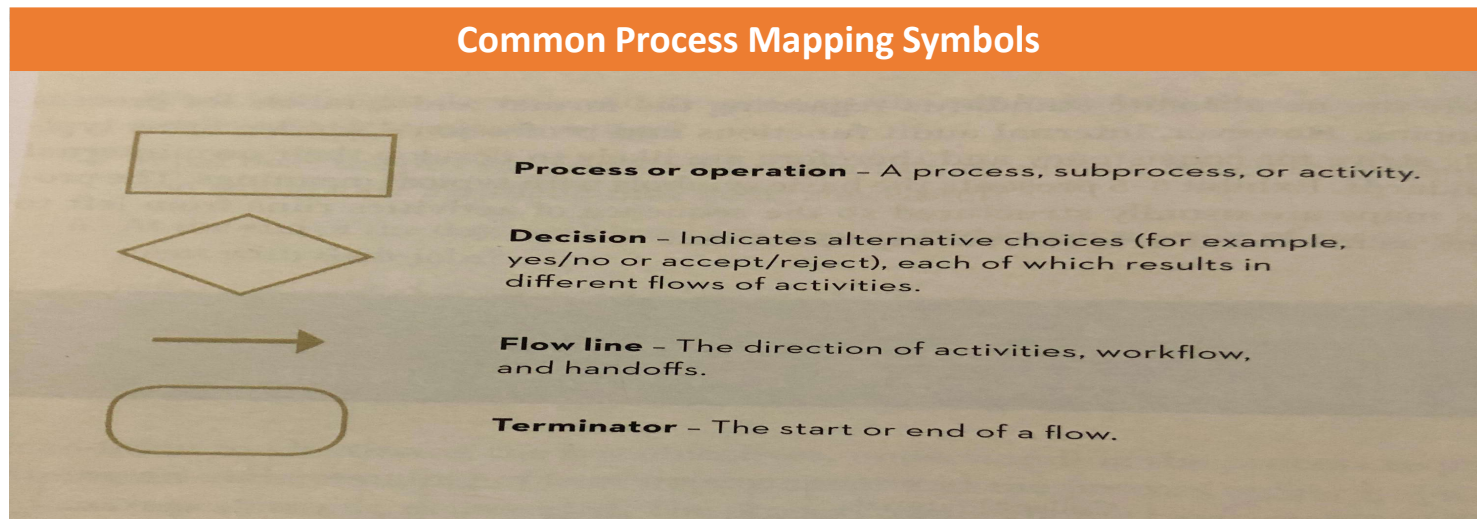 Common Process Mapping Symbols
Process or operation – A process, subprocess, or activity.
Decision – Indicates alternative choices (for example,
yes/no or accept/reject), each of which results in
different flows of activities.
Flow line – The direction of activities, workflow,
and handoffs.
Terminator – The start or end of a flow.